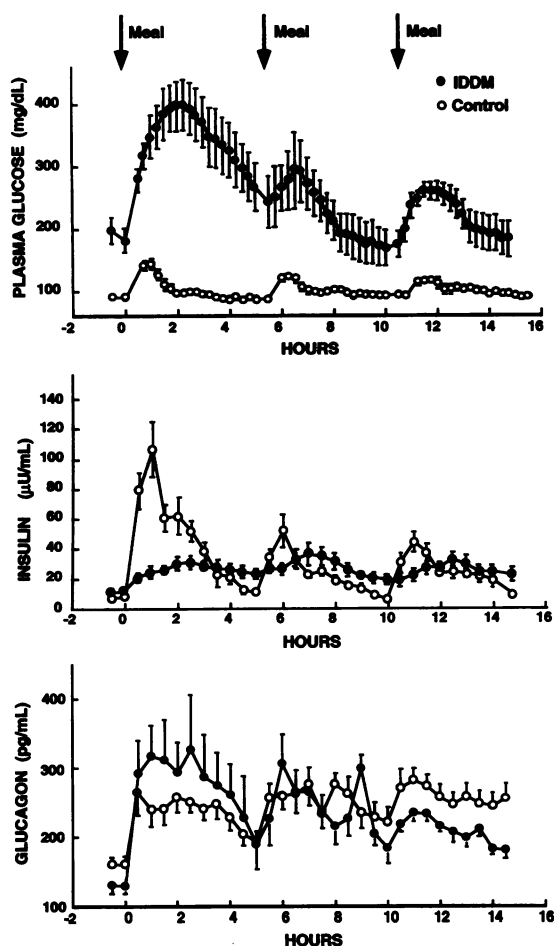 Meal Meal Meal
● IDDM
○ Control
PLASMA GLUCOSE (mg/dL)
400
300
200
100
-2 0 2 4 6 8 10 12 14 16
HOURS
INSULIN (μU/mL)
140
120
100
80
60
40
20
0
-2 0 2 4 6 8 10 12 14 16
HOURS
GLUCAGON (pg/mL)
400
300
200
100
-2 0 2 4 6 8 10 12 14 16
HOURS